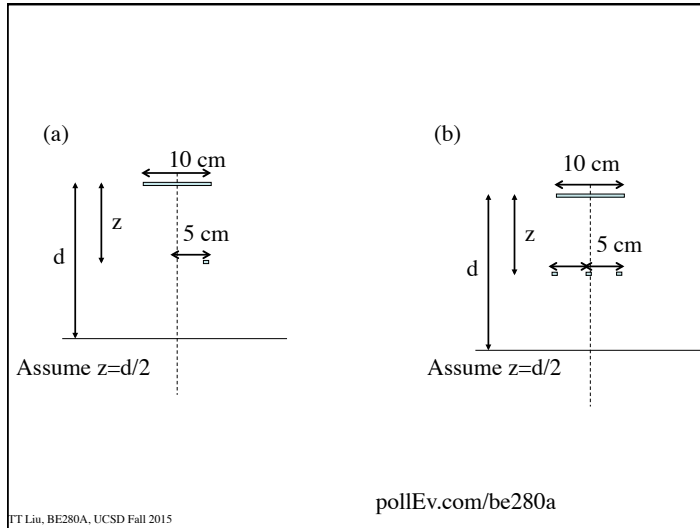 (a)
10 cm
z
5 cm
d
Assume z=d/2
(b)
10 cm
z
5 cm
d
Assume z=d/2
pollEv.com/be280a
TT Liu, BE280A, UCSD Fall 2015